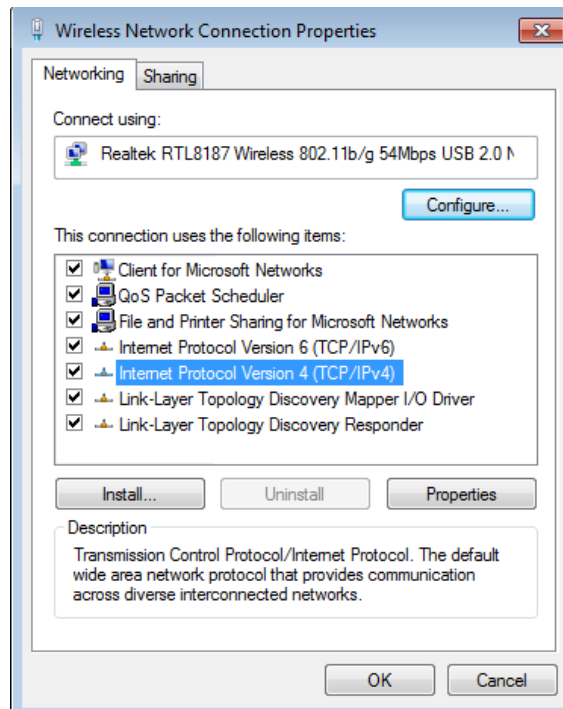 Wireless Network Connection Properties
Networking
Sharing
Connect using:
Realtek RTL8187 Wireless 802.11b/g 54Mbps USB 2.0 N
Configure...
This connection uses the following items:
Client for Microsoft Networks
QoS Packet Scheduler
File and Printer Sharing for Microsoft Networks
Internet Protocol Version 6 (TCP/IPv6)
Internet Protocol Version 4 (TCP/IPv4)
Link-Layer Topology Discovery Mapper I/O Driver
Link-Layer Topology Discovery Responder
Install...
Uninstall
Properties
Description
Transmission Control Protocol/Internet Protocol. The default
wide area network protocol that provides communication
across diverse interconnected networks.
OK
Cancel